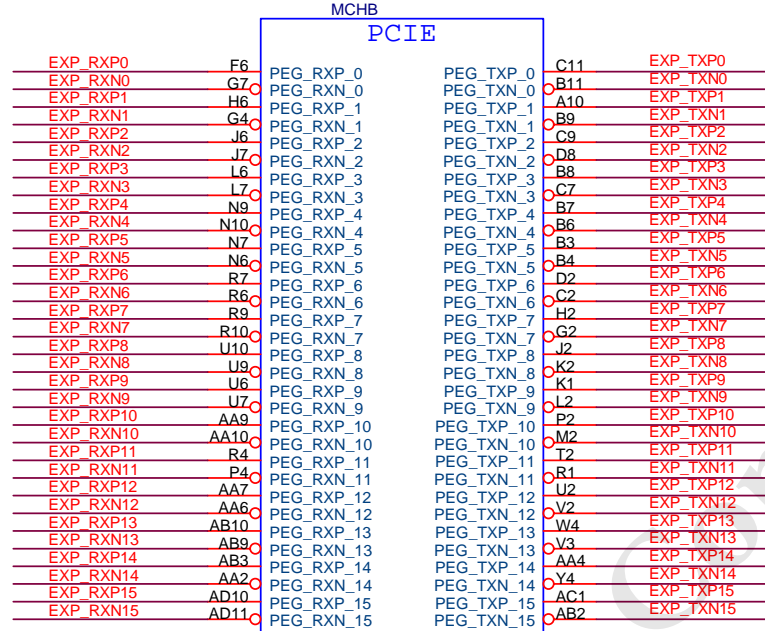 MCHB
PCIE
EXP_RXP0 F6 PEG_RXP_0 PEG_TXP_0 C11 EXP_TXP0
EXP_RXN0 G7 PEG_RXN_0 PEG_TXN_0 B11 EXP_TXN0
EXP_RXP1 H6 PEG_RXP_1 PEG_TXP_1 A10 EXP_TXP1
EXP_RXN1 G4 PEG_RXN_1 PEG_TXN_1 B9 EXP_TXN1
EXP_RXP2 J6 PEG_RXP_2 PEG_TXP_2 C9 EXP_TXP2
EXP_RXN2 J7 PEG_RXN_2 PEG_TXN_2 D8 EXP_TXN2
EXP_RXP3 L6 PEG_RXP_3 PEG_TXP_3 B8 EXP_TXP3
EXP_RXN3 L7 PEG_RXN_3 PEG_TXN_3 C7 EXP_TXN3
EXP_RXP4 N9 PEG_RXP_4 PEG_TXP_4 B7 EXP_TXP4
EXP_RXN4 N10 PEG_RXN_4 PEG_TXN_4 B6 EXP_TXN4
EXP_RXP5 N7 PEG_RXP_5 PEG_TXP_5 B3 EXP_TXP5
EXP_RXN5 N6 PEG_RXN_5 PEG_TXN_5 B4 EXP_TXN5
EXP_RXP6 R7 PEG_RXP_6 PEG_TXP_6 D2 EXP_TXP6
EXP_RXN6 R6 PEG_RXN_6 PEG_TXN_6 C2 EXP_TXN6
EXP_RXP7 R9 PEG_RXP_7 PEG_TXP_7 H2 EXP_TXP7
EXP_RXN7 R10 PEG_RXN_7 PEG_TXN_7 G2 EXP_TXN7
EXP_RXP8 U10 PEG_RXP_8 PEG_TXP_8 J2 EXP_TXP8
EXP_RXN8 U9 PEG_RXN_8 PEG_TXN_8 K2 EXP_TXN8
EXP_RXP9 U6 PEG_RXP_9 PEG_TXP_9 K1 EXP_TXP9
EXP_RXN9 U7 PEG_RXN_9 PEG_TXN_9 L2 EXP_TXN9
EXP_RXP10 AA9 PEG_RXP_10 PEG_TXP_10 P2 EXP_TXP10
EXP_RXN10 AA10 PEG_RXN_10 PEG_TXN_10 M2 EXP_TXN10
EXP_RXP11 R4 PEG_RXP_11 PEG_TXP_11 T2 EXP_TXP11
EXP_RXN11 P4 PEG_RXN_11 PEG_TXN_11 R1 EXP_TXN11
EXP_RXP12 AA7 PEG_RXP_12 PEG_TXP_12 U2 EXP_TXP12
EXP_RXN12 AA6 PEG_RXN_12 PEG_TXN_12 V2 EXP_TXN12
EXP_RXP13 AB10 PEG_RXP_13 PEG_TXP_13 W4 EXP_TXP13
EXP_RXN13 AB9 PEG_RXN_13 PEG_TXN_13 V3 EXP_TXN13
EXP_RXP14 AB3 PEG_RXP_14 PEG_TXP_14 AA4 EXP_TXP14
EXP_RXN14 AA2 PEG_RXN_14 PEG_TXN_14 Y4 EXP_TXN14
EXP_RXP15 AD10 PEG_RXP_15 PEG_TXP_15 AC1 EXP_TXP15
EXP_RXN15 AD11 PEG_RXN_15 PEG_TXN_15 AB2 EXP_TXN15